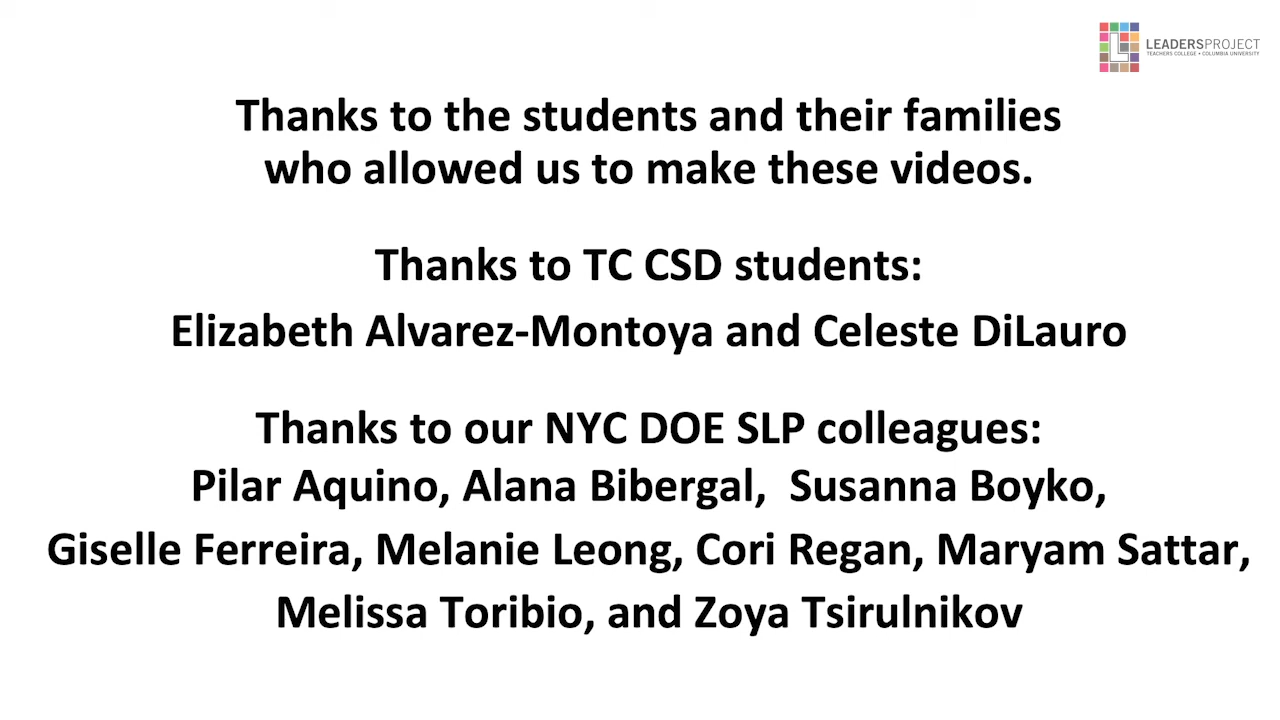 LEADERSPROJECT
TEACHERS COLLEGE • COLUMBIA UNIVERSITY
Thanks to the students and their families
who allowed us to make these videos.
Thanks to TC CSD students:
Elizabeth Alvarez-Montoya and Celeste DiLauro
Thanks to our NYC DOE SLP colleagues:
Pilar Aquino, Alana Bibergal,  Susanna Boyko,
Giselle Ferreira, Melanie Leong, Cori Regan, Maryam Sattar,
Melissa Toribio, and Zoya Tsirulnikov